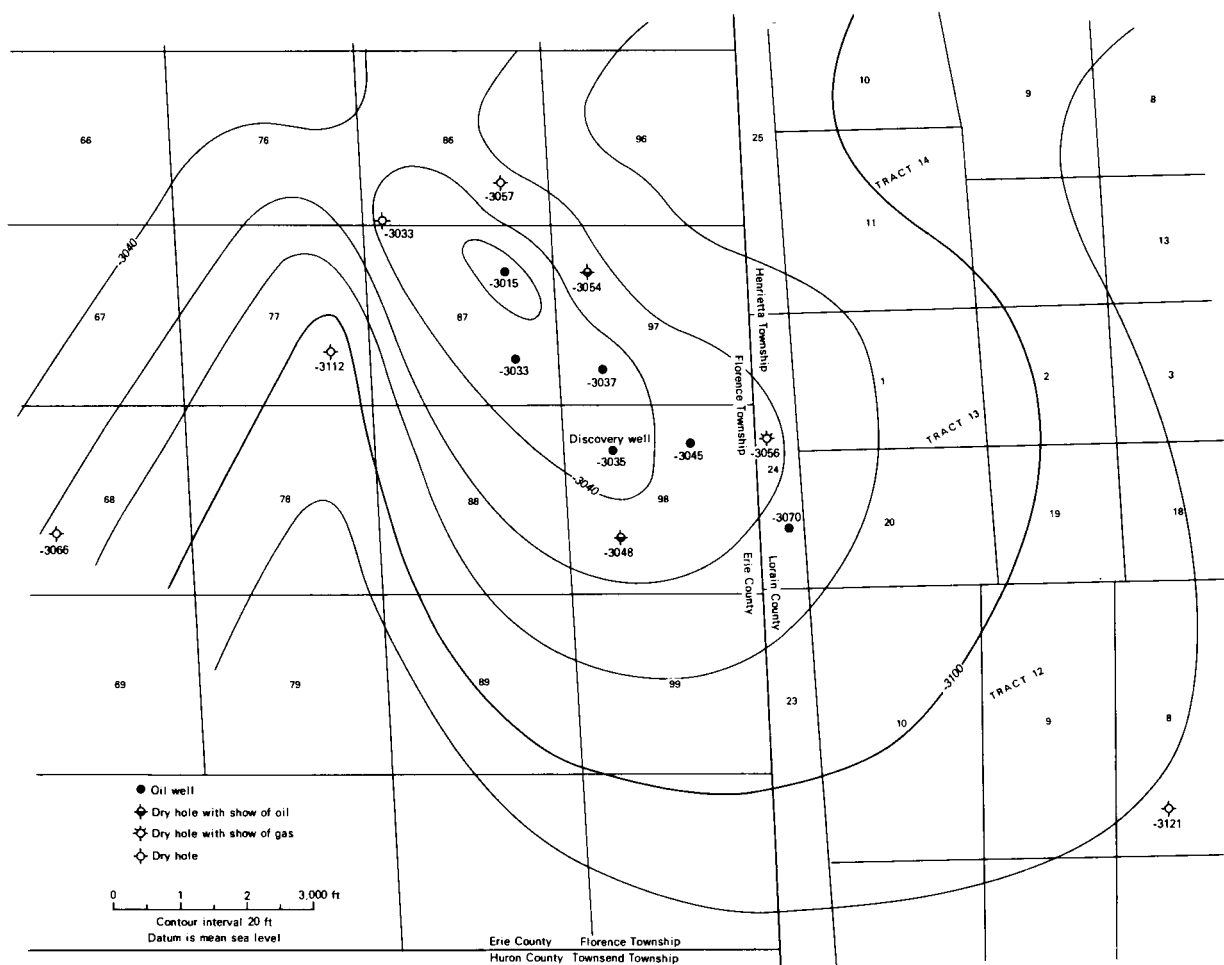 10
9
8
66
76
86
96
25
TRACT 14
-3057
-3033
11
13
-3040
-3015
-3054
Henrietta Township
Florence Township
67
77
87
97
-3112
-3033
-3037
1
2
3
TRACT 13
Discovery well
-3035
-3045
-3056
24
-3040
68
78
88
98
-3066
-3048
-3070
20
19
18
Erie County
Lorain County
69
79
89
99
23
-3100
TRACT 12
10
9
8
-3121
Oil well
Dry hole with show of oil
Dry hole with show of gas
Dry hole
0 1 2 3,000 ft
Contour interval 20 ft
Datum is mean sea level
Erie County Florence Township
Huron County Townsend Township